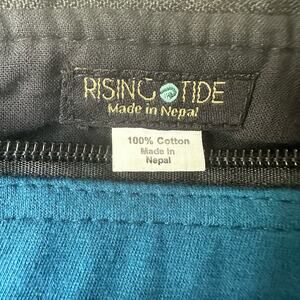 RISING TIDE
Made in Nepal
100% Cotton
Made In
Nepal